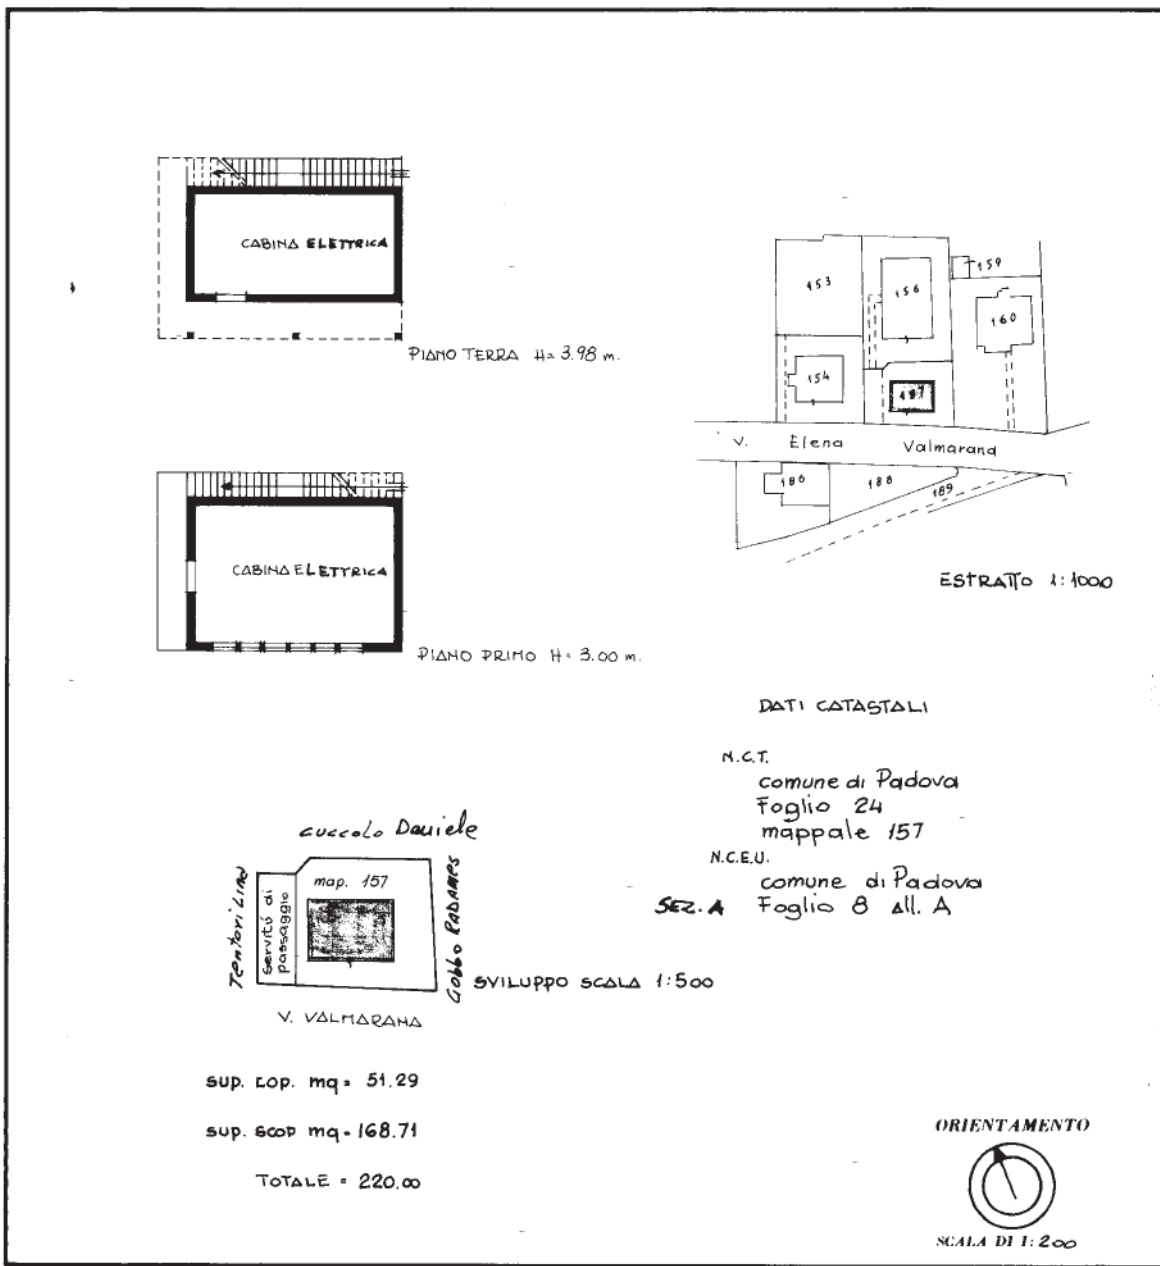 CABINA ELETTRICA
PIANO TERRA H= 3.98 m.
153
156
159
160
154
157
V. Elena Valmarana
186
188
189
ESTRATTO 1:1000
CABINA ELETTRICA
PIANO PRIMO H= 3.00 m.
DATI CATASTALI
N.C.T.
comune di Padova
Foglio 24
mappale 157
N.C.E.U.
comune di Padova
SEZ. A Foglio 8 All. A
cuccolo Daniele
map. 157
Tentori Lino
servitù di
passaggio
Gobbo RADAMES
SVILUPPO SCALA 1:500
V. VALMARANA
SUP. COP. mq= 51.29
SUP. SCOP mq= 168.71
TOTALE = 220.00
ORIENTAMENTO
SCALA DI 1: 200